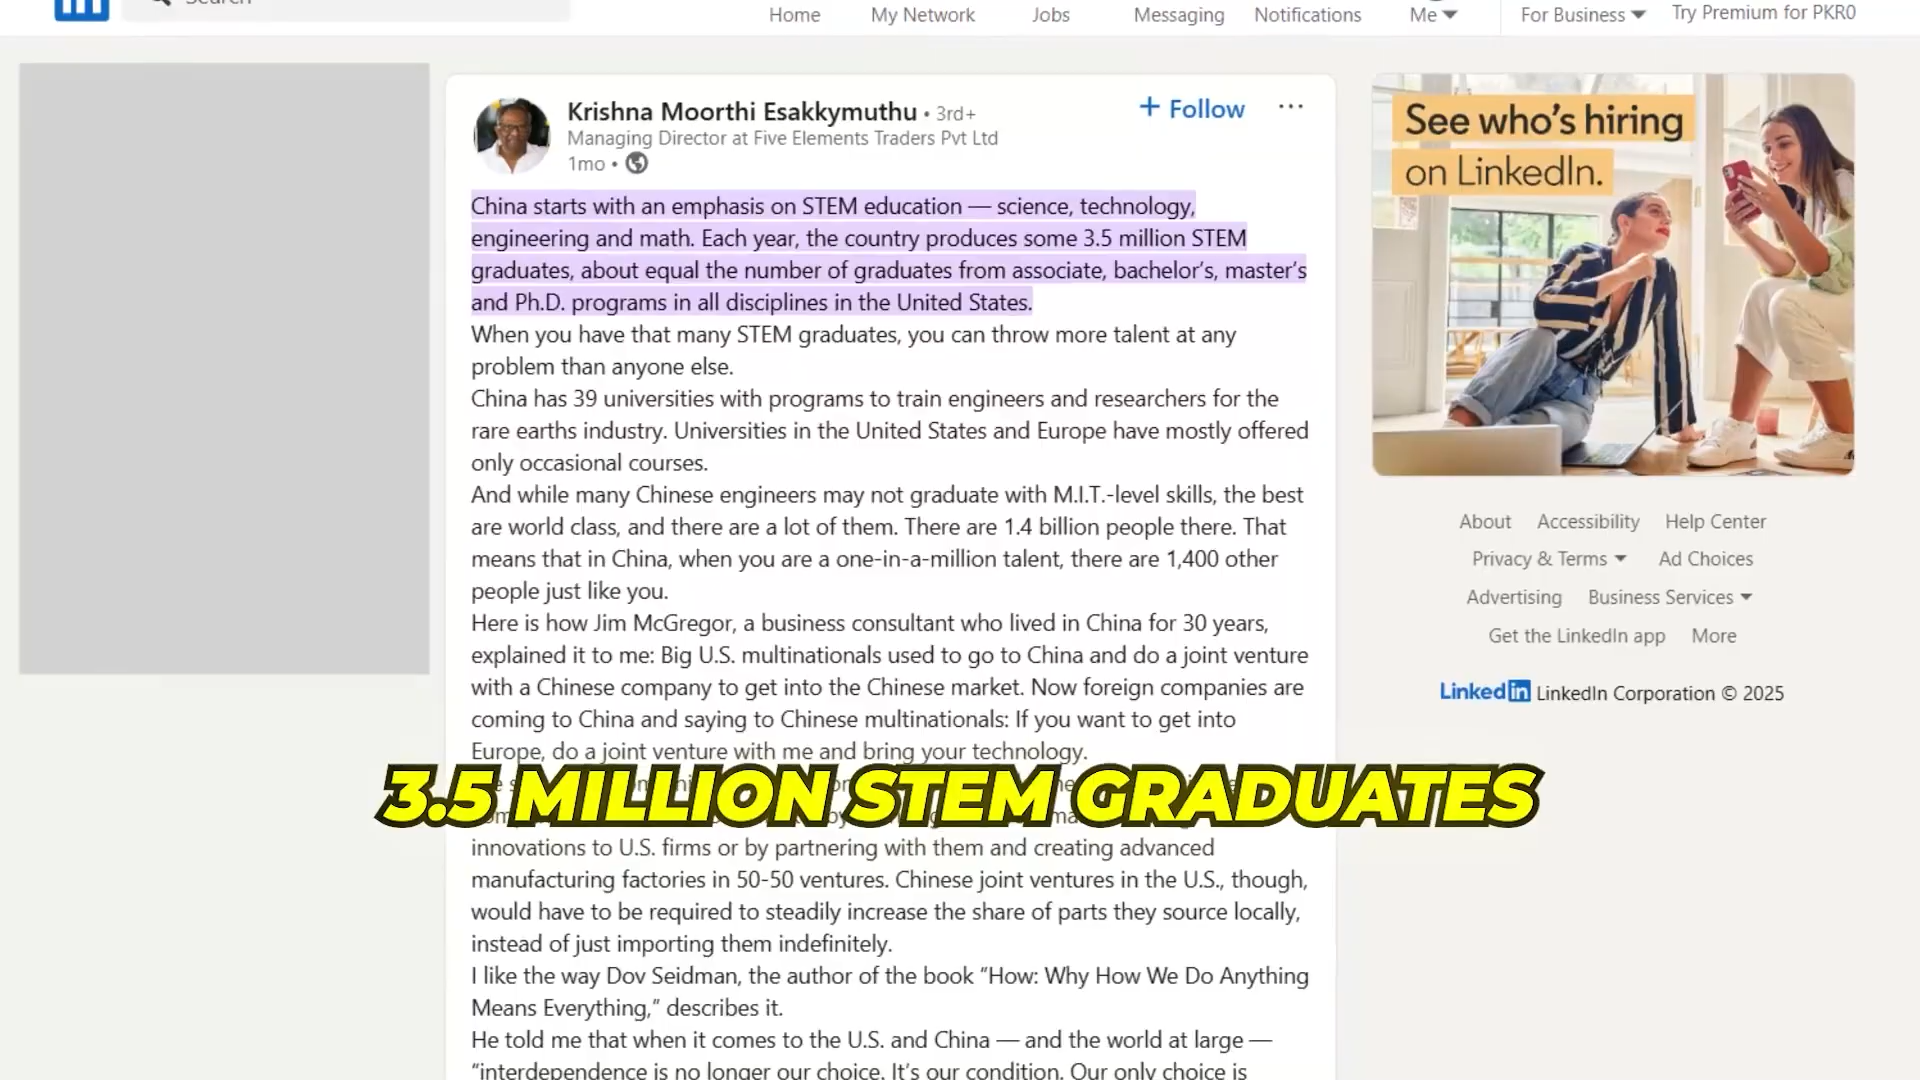 Search
Home
My Network
Jobs
Messaging
Notifications
Me
For Business
Try Premium for PKR0
Krishna Moorthi Esakkymuthu • 3rd+
Managing Director at Five Elements Traders Pvt Ltd
1mo •
+ Follow
China starts with an emphasis on STEM education — science, technology,
engineering and math. Each year, the country produces some 3.5 million STEM
graduates, about equal the number of graduates from associate, bachelor’s, master’s
and Ph.D. programs in all disciplines in the United States.
When you have that many STEM graduates, you can throw more talent at any
problem than anyone else.
China has 39 universities with programs to train engineers and researchers for the
rare earths industry. Universities in the United States and Europe have mostly offered
only occasional courses.
And while many Chinese engineers may not graduate with M.I.T.-level skills, the best
are world class, and there are a lot of them. There are 1.4 billion people there. That
means that in China, when you are a one-in-a-million talent, there are 1,400 other
people just like you.
Here is how Jim McGregor, a business consultant who lived in China for 30 years,
explained it to me: Big U.S. multinationals used to go to China and do a joint venture
with a Chinese company to get into the Chinese market. Now foreign companies are
coming to China and saying to Chinese multinationals: If you want to get into
Europe, do a joint venture with me and bring your technology.
3.5 MILLION STEM GRADUATES
innovations to U.S. firms or by partnering with them and creating advanced
manufacturing factories in 50-50 ventures. Chinese joint ventures in the U.S., though,
would have to be required to steadily increase the share of parts they source locally,
instead of just importing them indefinitely.
I like the way Dov Seidman, the author of the book “How: Why How We Do Anything
Means Everything,” describes it.
He told me that when it comes to the U.S. and China — and the world at large —
“interdependence is no longer our choice. It’s our condition. Our only choice is
See who’s hiring
on LinkedIn.
About
Accessibility
Help Center
Privacy & Terms
Ad Choices
Advertising
Business Services
Get the LinkedIn app
More
LinkedIn LinkedIn Corporation © 2025